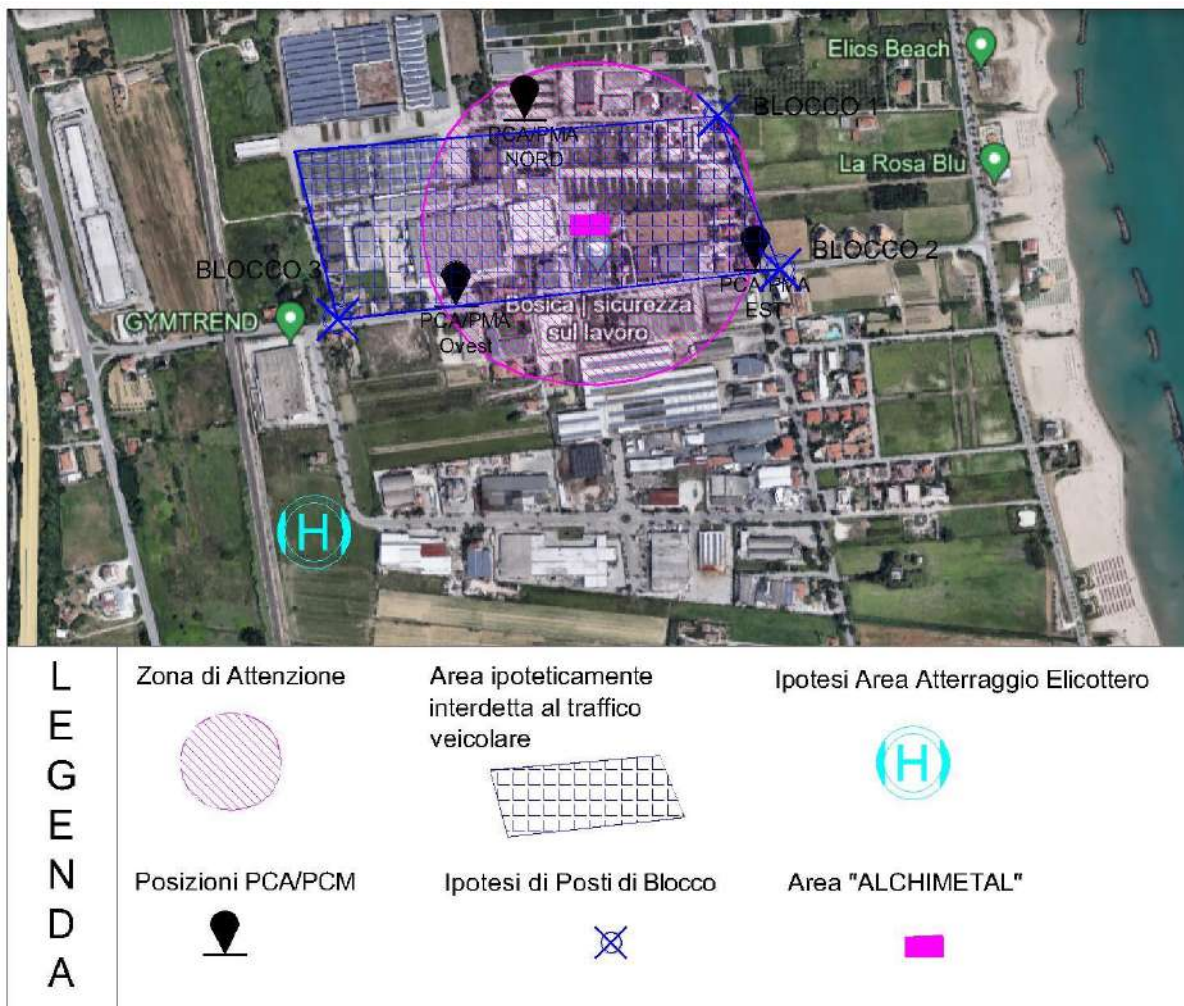 Elios Beach
BLOCCO 1
PCA/PMA
NORD
La Rosa Blu
BLOCCO 2
BLOCCO 3
PCA/PMA
EST
GYMTREND
PCA/PMA
Ovest
Bosica | sicurezza
sul lavoro
H
LEGENDA
Zona di Attenzione
Area ipoteticamente
interdetta al traffico
veicolare
Ipotesi Area Atterraggio Elicottero
H
Posizioni PCA/PCM
Ipotesi di Posti di Blocco
Area "ALCHIMETAL"